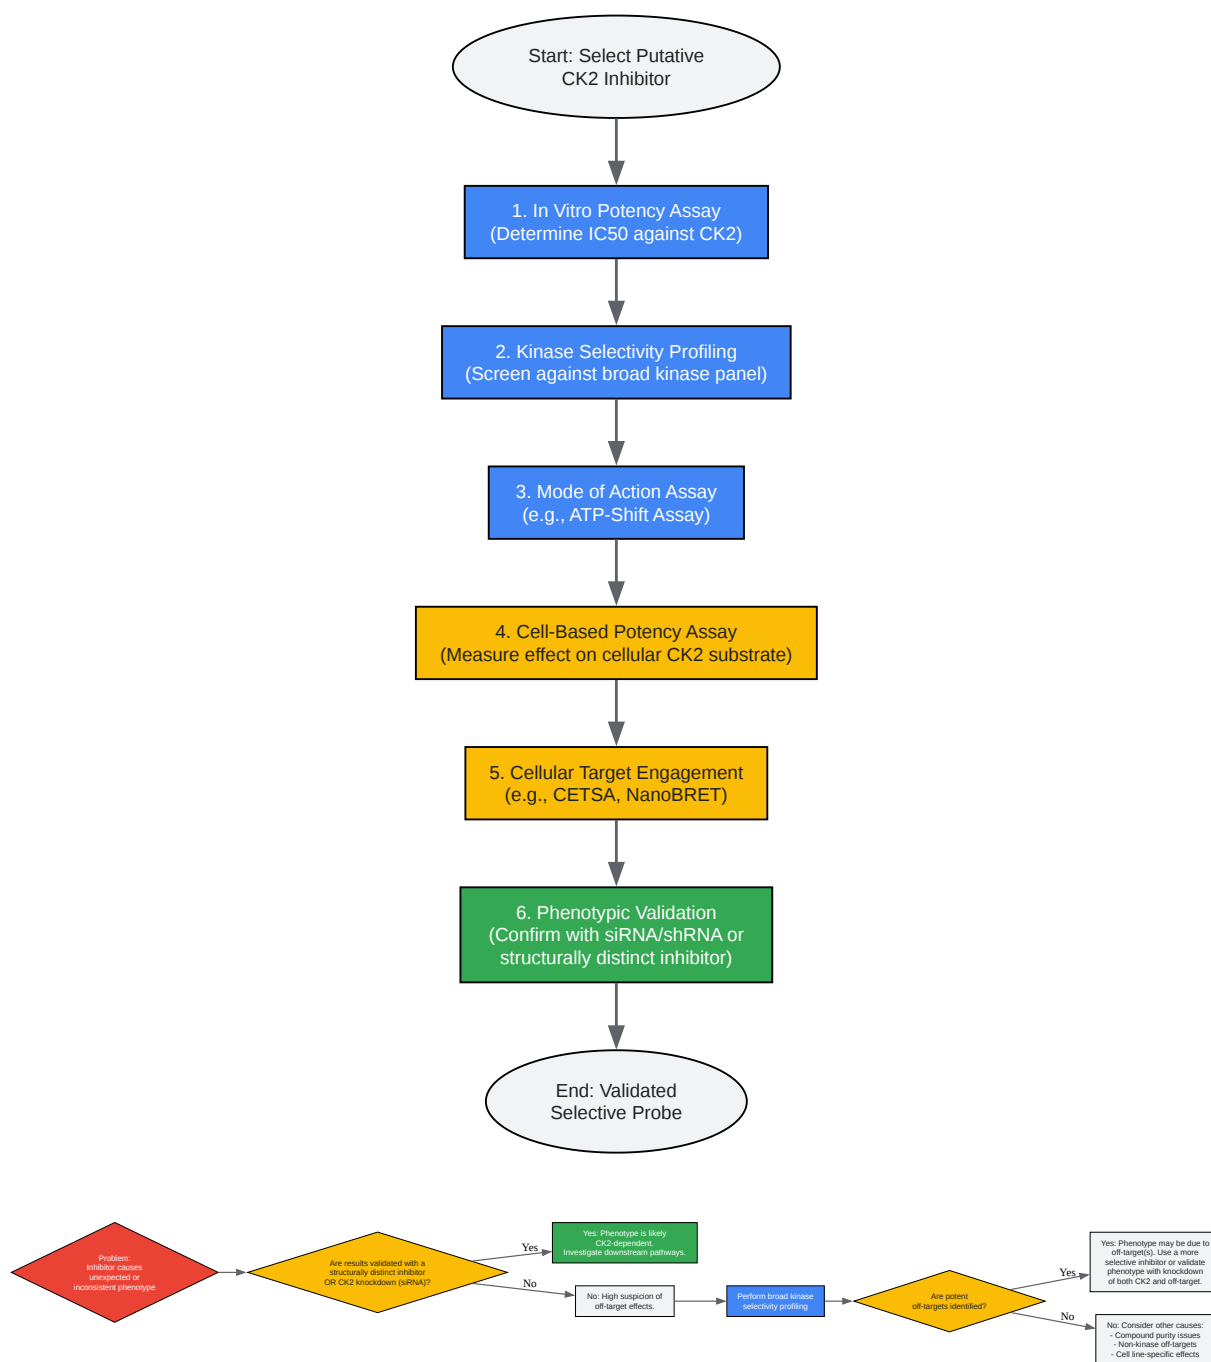 Start: Select Putative
CK2 Inhibitor
1. In Vitro Potency Assay
(Determine IC50 against CK2)
2. Kinase Selectivity Profiling
(Screen against broad kinase panel)
3. Mode of Action Assay
(e.g., ATP-Shift Assay)
4. Cell-Based Potency Assay
(Measure effect on cellular CK2 substrate)
5. Cellular Target Engagement
(e.g., CETSA, NanoBRET)
6. Phenotypic Validation
(Confirm with siRNA/shRNA or
structurally distinct inhibitor)
End: Validated
Selective Probe
Problem:
Inhibitor causes
unexpected or
inconsistent phenotype
Are results validated with a
structurally distinct inhibitor
OR CK2 knockdown (siRNA)?
Yes
Yes: Phenotype is likely
CK2-dependent.
Investigate downstream pathways.
No
No: High suspicion of
off-target effects.
Perform broad kinase
selectivity profiling
Are potent
off-targets identified?
Yes
Yes: Phenotype may be due to
off-target(s). Use a more
selective inhibitor or validate
phenotype with knockdown
of both CK2 and off-target.
No
No: Consider other causes:
- Compound purity issues
- Non-kinase off-targets
- Cell line-specific effects